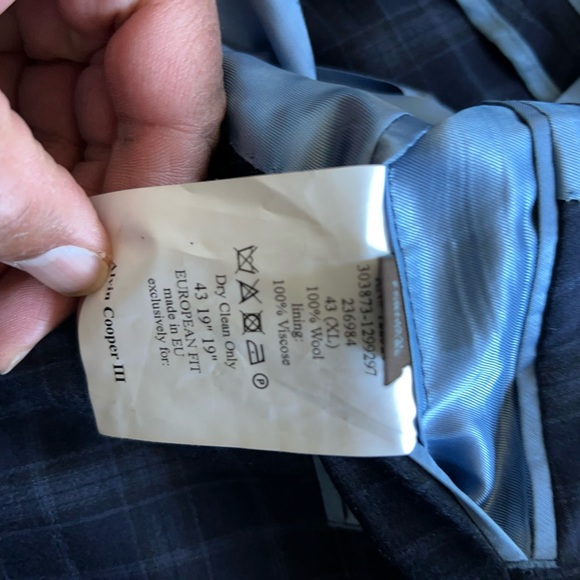 303873-1299297
236984
43 (XL)
100% Wool
lining:
100% Viscose
P
Dry Clean Only
43 19" 19"
EUROPEAN FIT
made in EU
exclusively for:
Cooper III